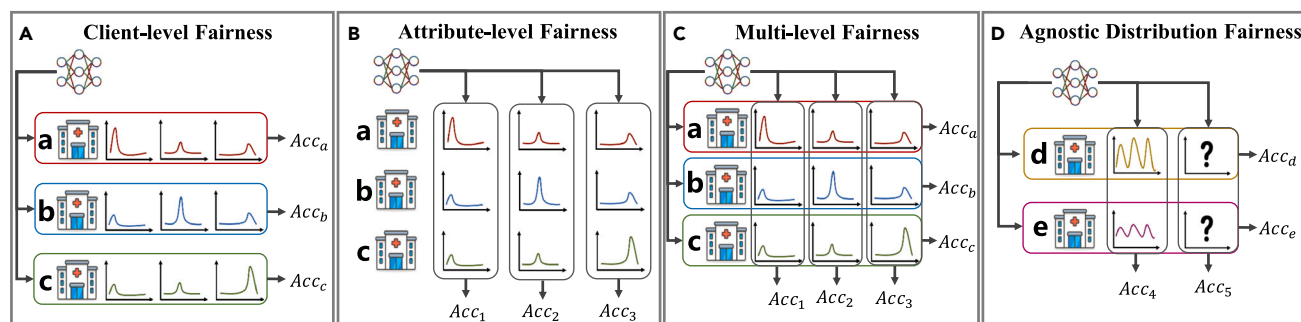 A Client-level Fairness
a
Acc_a
b
Acc_b
c
Acc_c
B Attribute-level Fairness
a
b
c
Acc_1 Acc_2 Acc_3
C Multi-level Fairness
a
Acc_a
b
Acc_b
c
Acc_c
Acc_1 Acc_2 Acc_3
D Agnostic Distribution Fairness
d ? Acc_d
e ? Acc_e
Acc_4 Acc_5